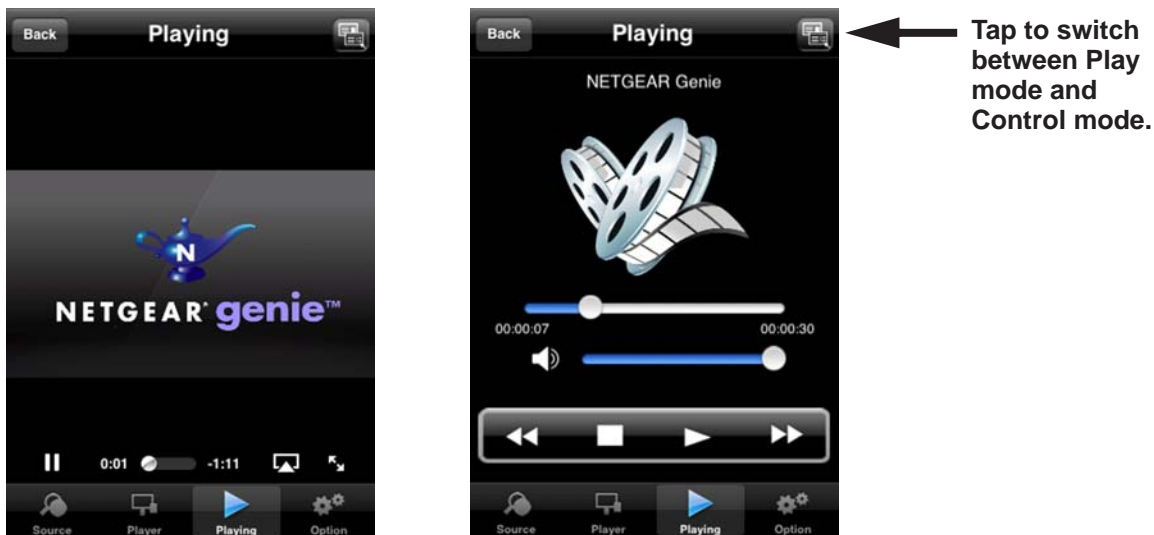 Back Playing
N
NETGEAR® genie™
0:01 -1:11
Source Player Playing Option
Back Playing
NETGEAR Genie
00:00:07 00:00:30
Source Player Playing Option
Tap to switch
between Play
mode and
Control mode.